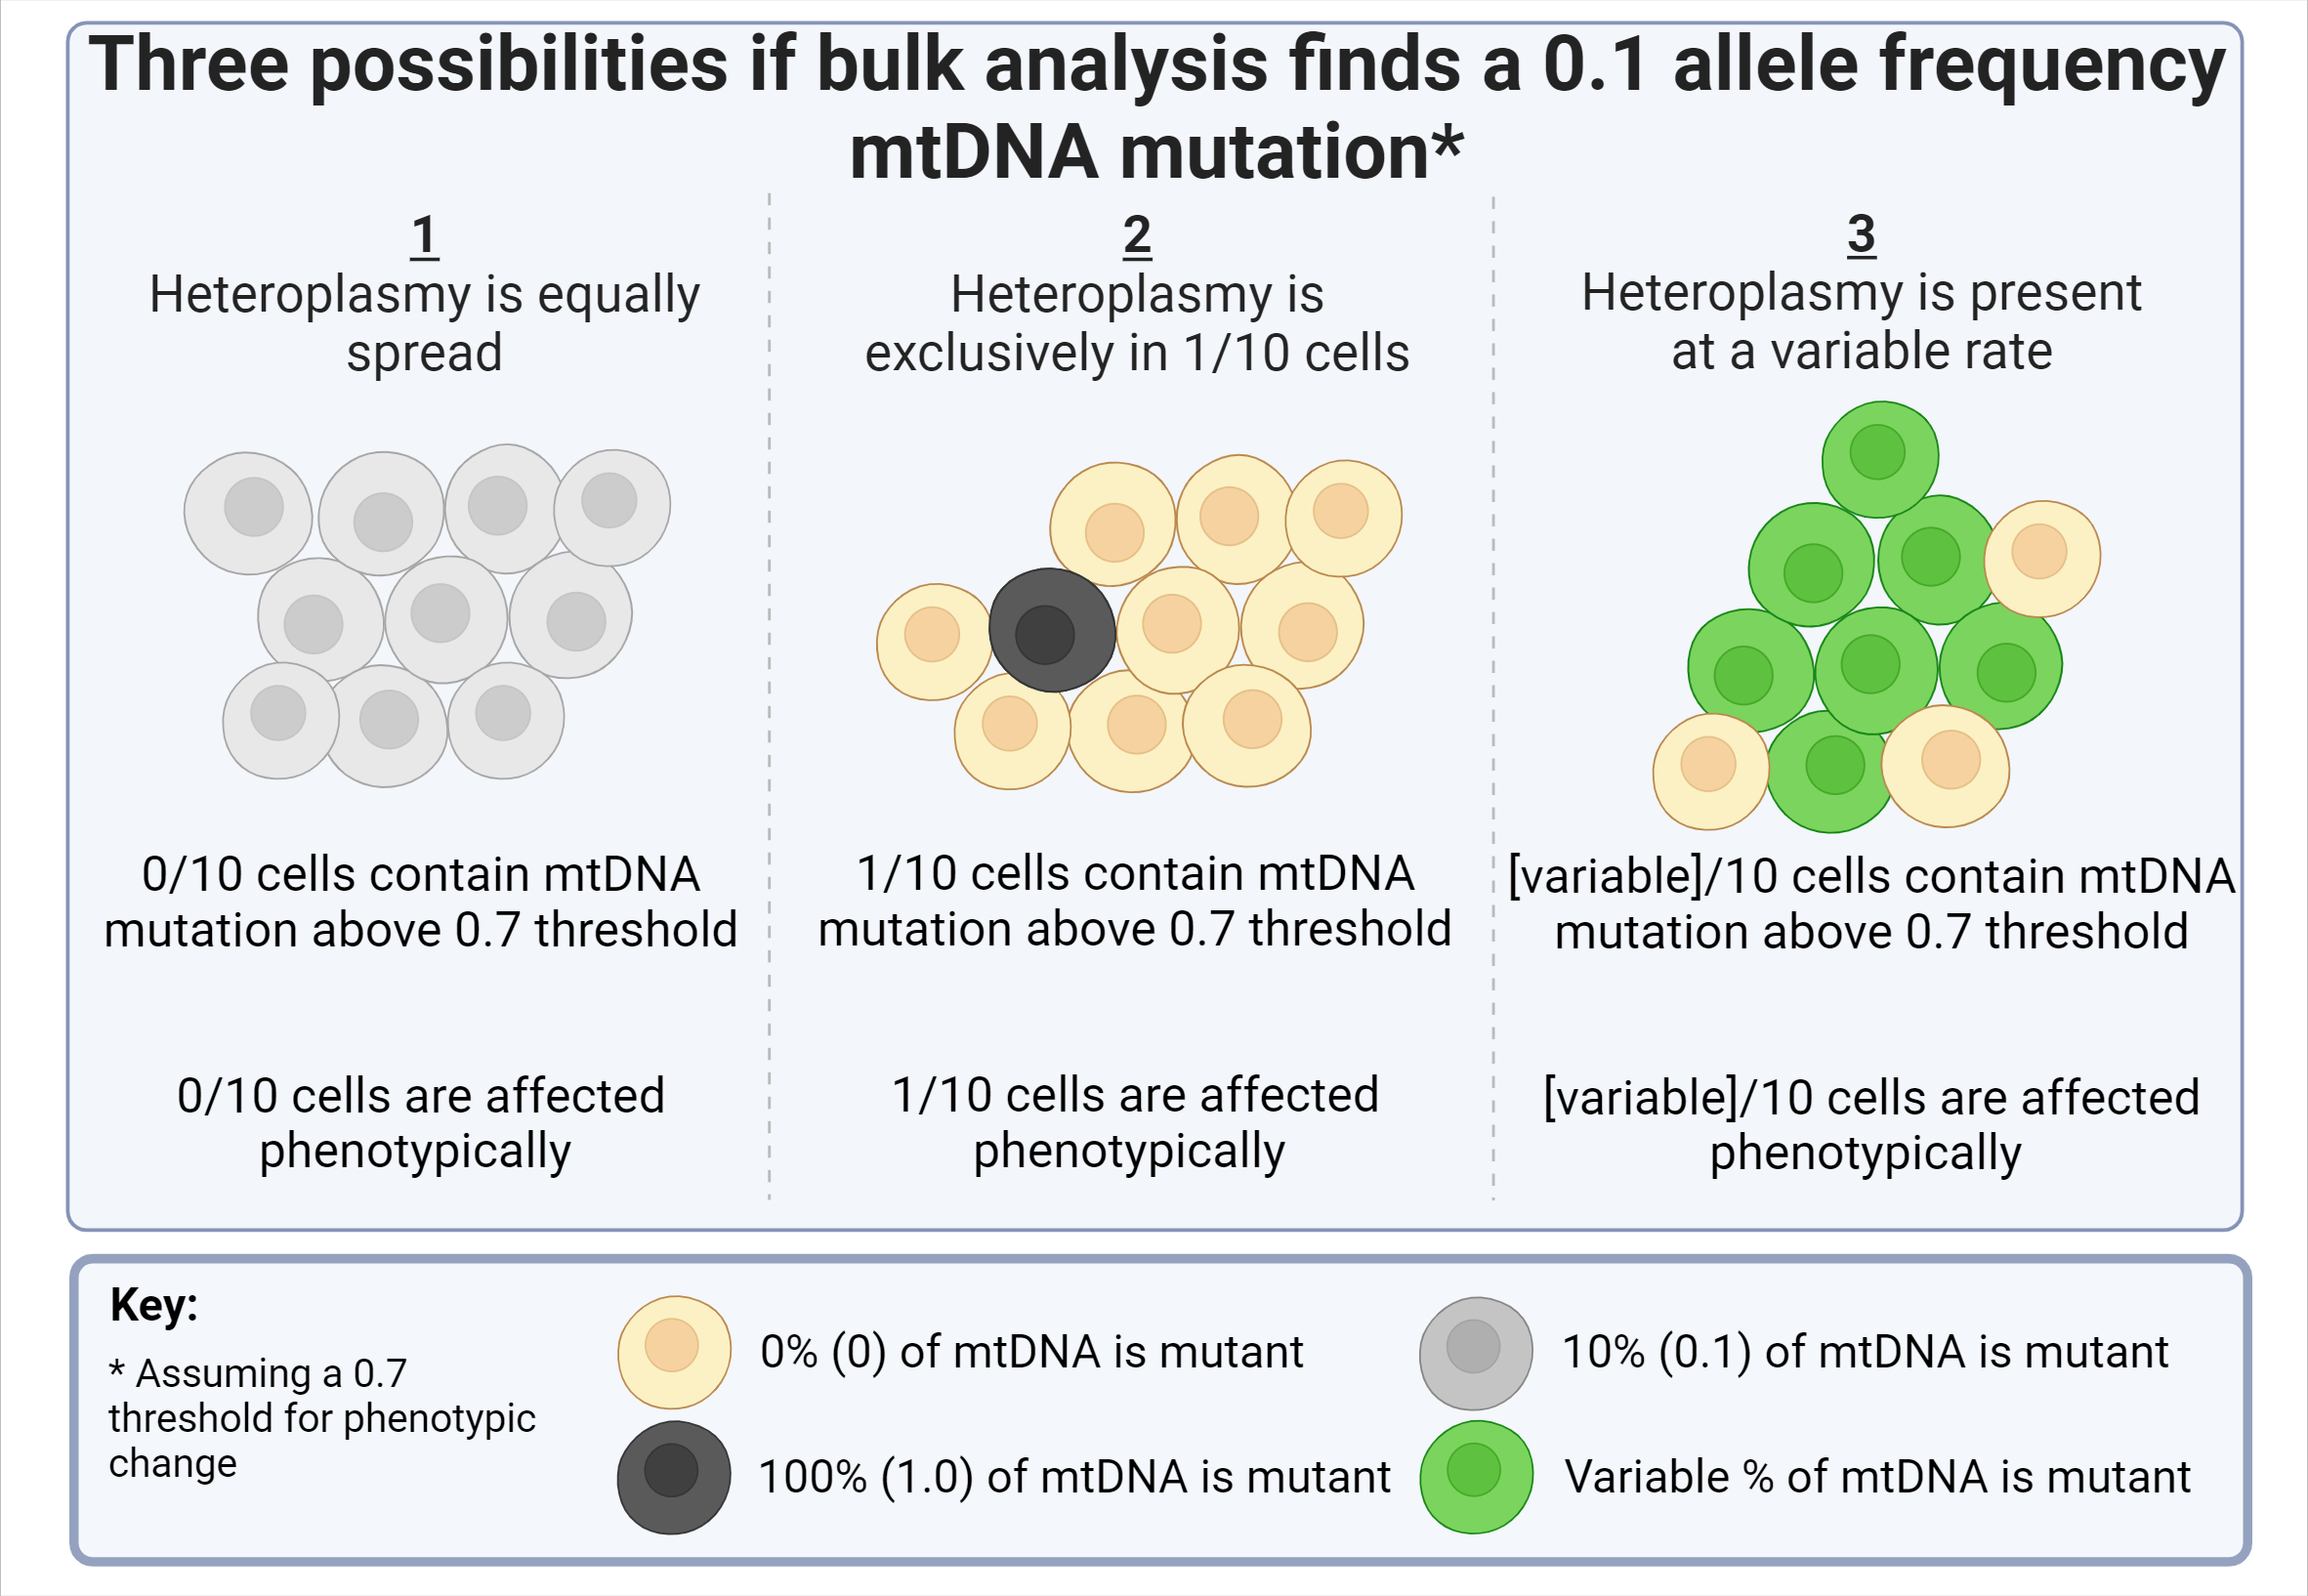 Three possibilities if bulk analysis finds a 0.1 allele frequency
mtDNA mutation*
1
Heteroplasmy is equally
spread
0/10 cells contain mtDNA
mutation above 0.7 threshold
0/10 cells are affected
phenotypically
2
Heteroplasmy is
exclusively in 1/10 cells
1/10 cells contain mtDNA
mutation above 0.7 threshold
1/10 cells are affected
phenotypically
3
Heteroplasmy is present
at a variable rate
[variable]/10 cells contain mtDNA
mutation above 0.7 threshold
[variable]/10 cells are affected
phenotypically
Key:
* Assuming a 0.7
threshold for phenotypic
change
0% (0) of mtDNA is mutant
100% (1.0) of mtDNA is mutant
10% (0.1) of mtDNA is mutant
Variable % of mtDNA is mutant